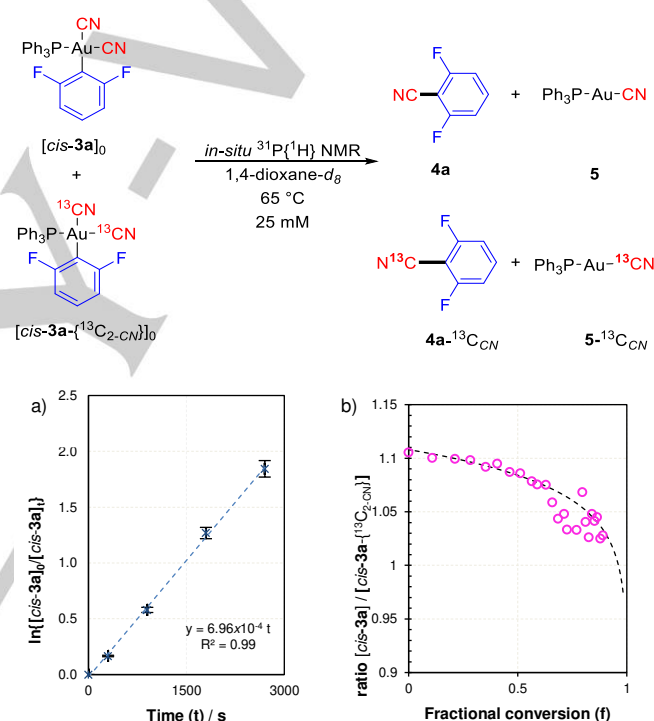 CN
Ph₃P-Au-CN
F
F
[cis-3a]₀
+
¹³CN
Ph₃P-Au-¹³CN
F
F
[cis-3a-{¹³C₂₋CN}]₀
in-situ ³¹P{¹H} NMR
1,4-dioxane-d₈
65 °C
25 mM
F
NC
F
4a
+
Ph₃P-Au-CN
5
F
N¹³C
F
4a-¹³C_CN
+
Ph₃P-Au-¹³CN
5-¹³C_CN
a)
ln{[cis-3a]₀/[cis-3a]ₜ}
2.5
2.0
1.5
1.0
0.5
0.0
y = 6.96x10⁻⁴ t
R² = 0.99
0
1500
3000
Time (t) / s
b)
ratio [cis-3a] / [cis-3a-{¹³C₂₋CN}]
1.15
1.1
1.05
1
0.95
0.9
0
0.5
1
Fractional conversion (f)